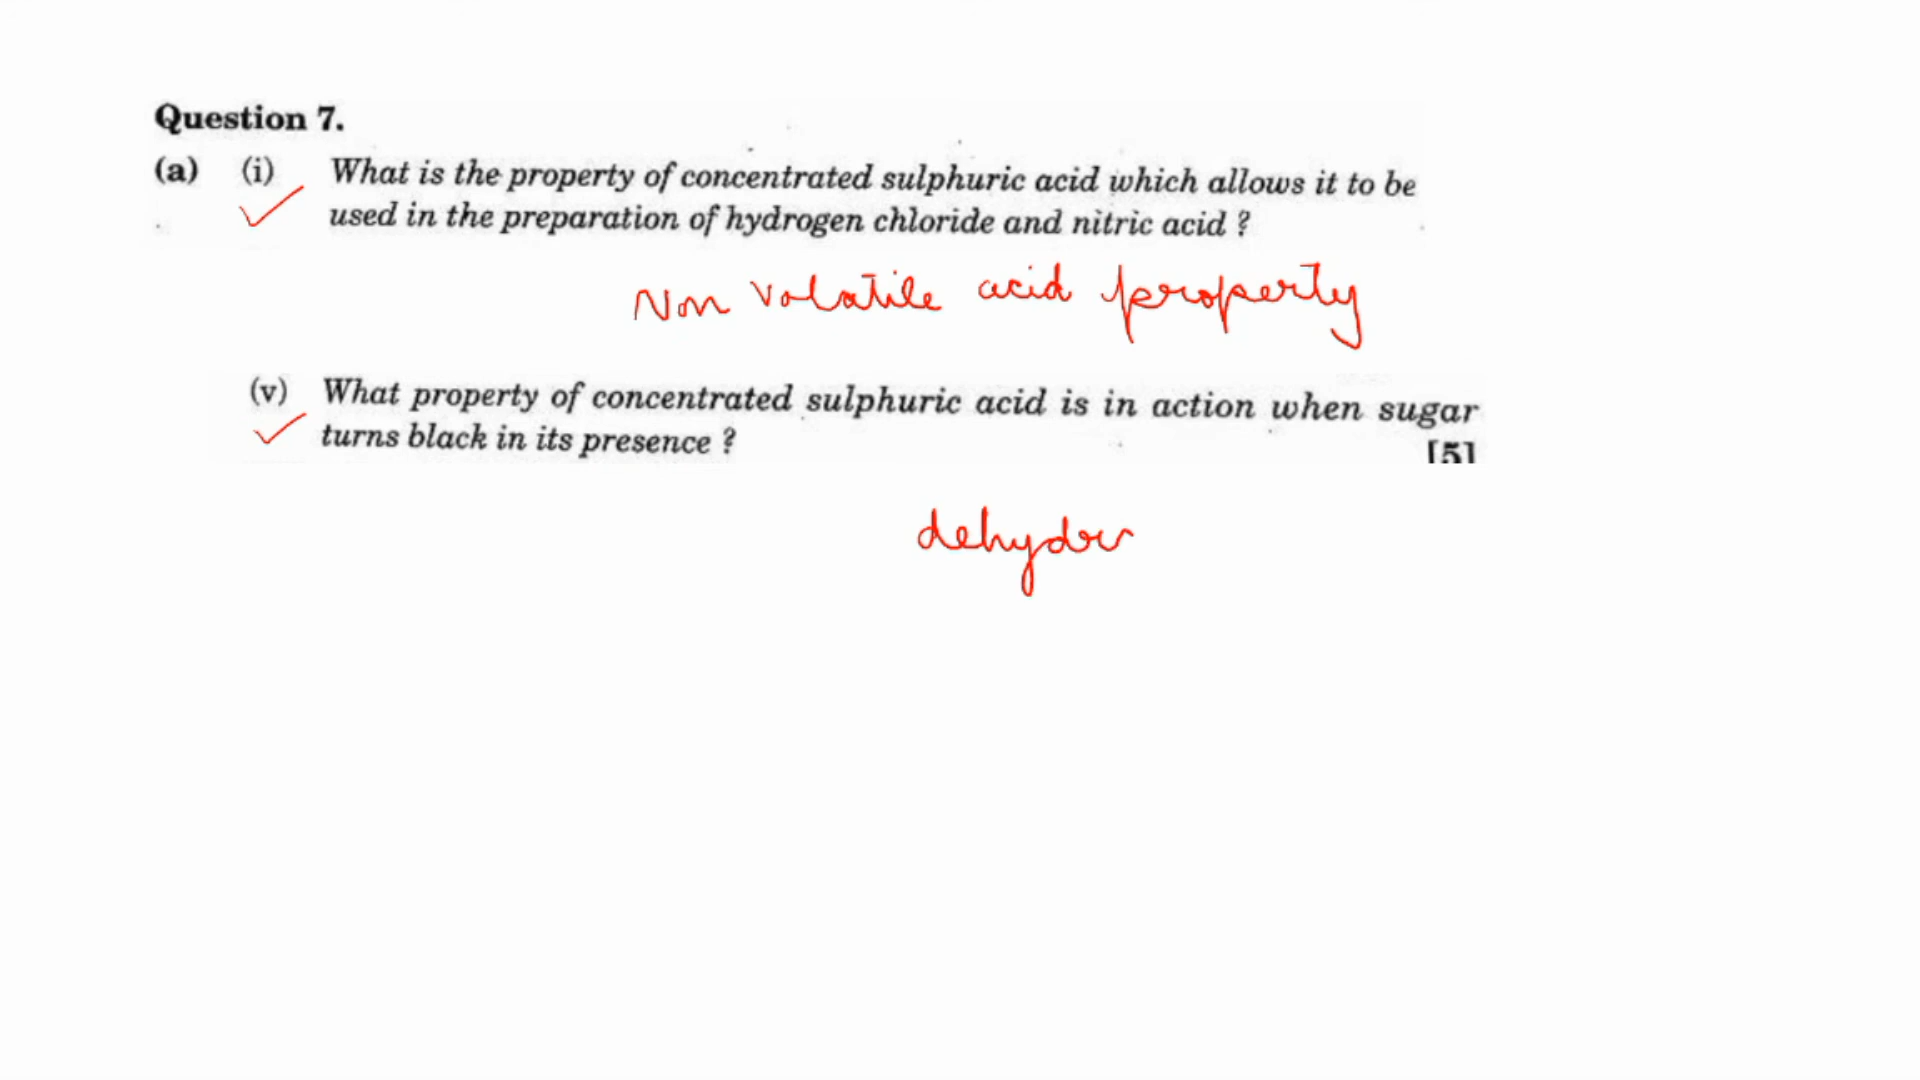 Question 7.
(a) (i) What is the property of concentrated sulphuric acid which allows it to be
used in the preparation of hydrogen chloride and nitric acid ?
Non volatile acid property
(v) What property of concentrated sulphuric acid is in action when sugar
turns black in its presence ?
[5]